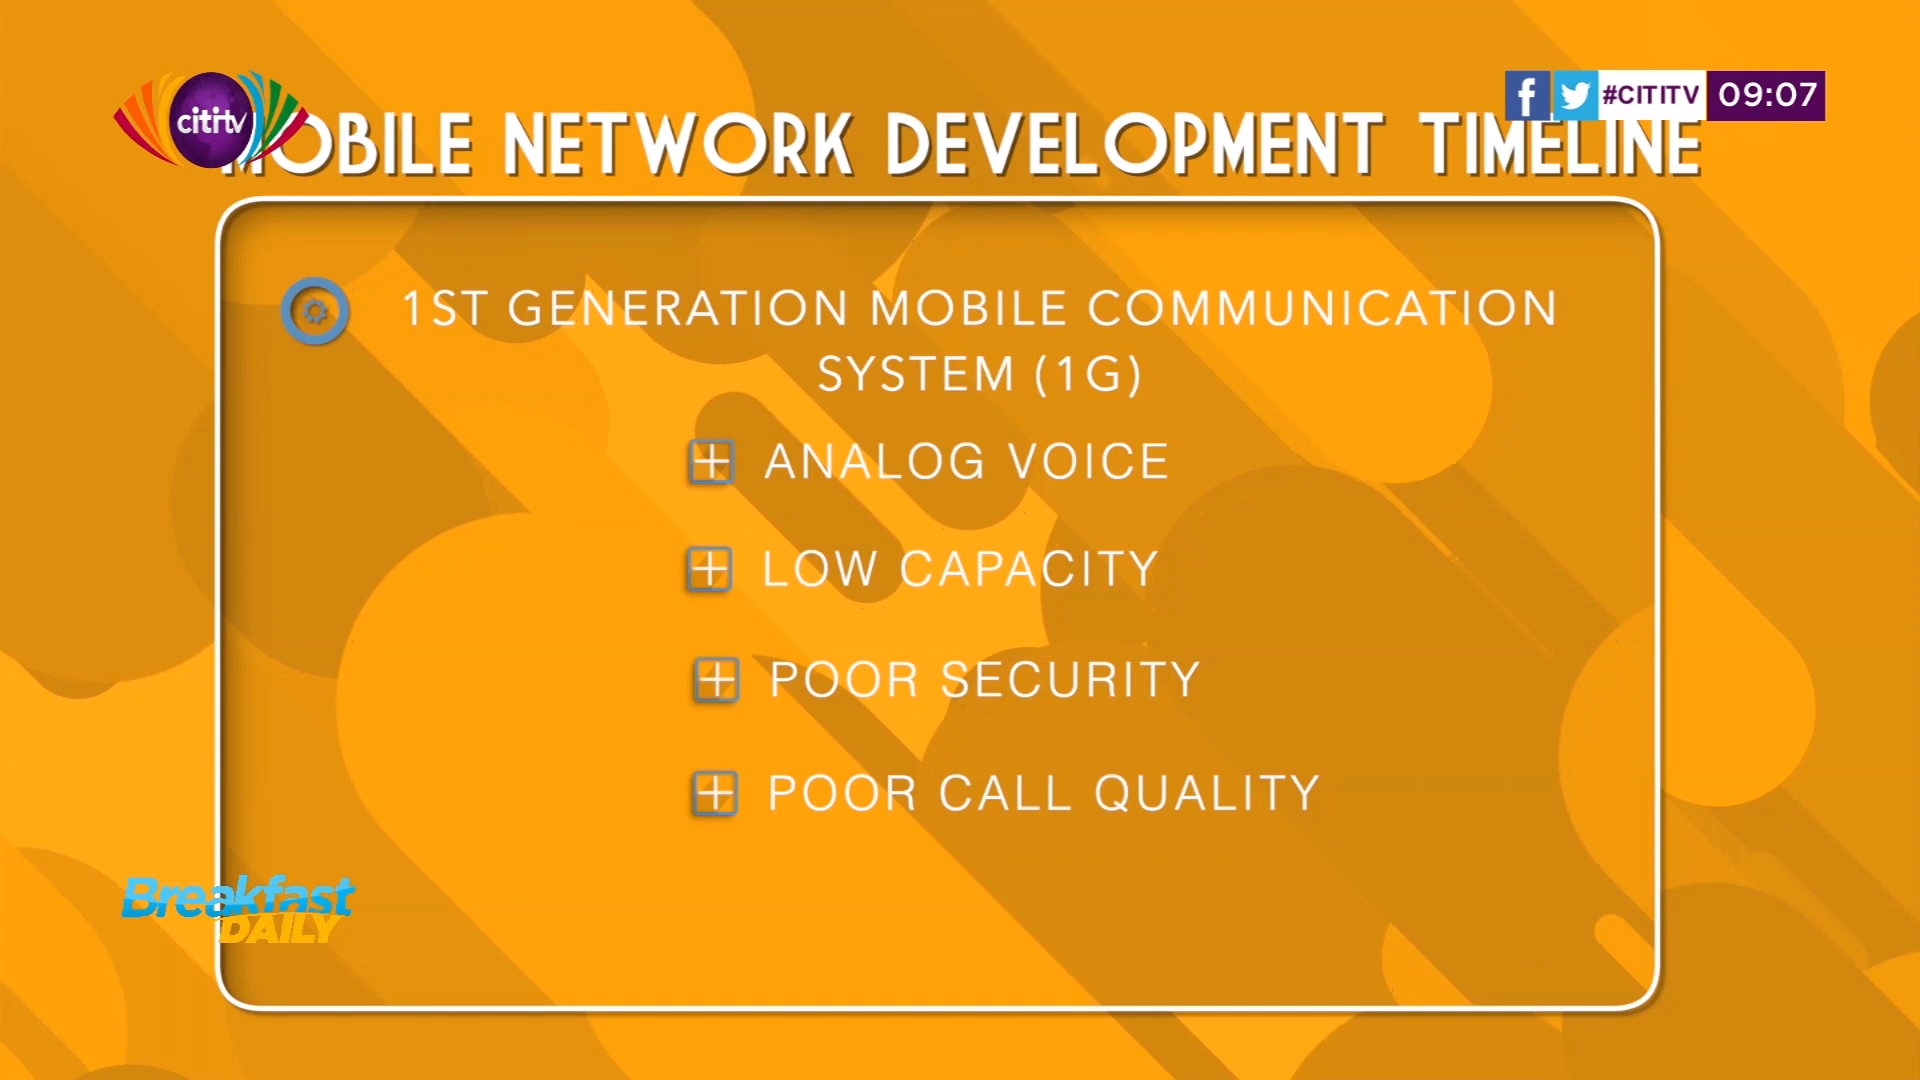 cititv
#CITITV 09:07
MOBILE NETWORK DEVELOPMENT TIMELINE
1ST GENERATION MOBILE COMMUNICATION
SYSTEM (1G)
ANALOG VOICE
LOW CAPACITY
POOR SECURITY
POOR CALL QUALITY
Breakfast
DAILY